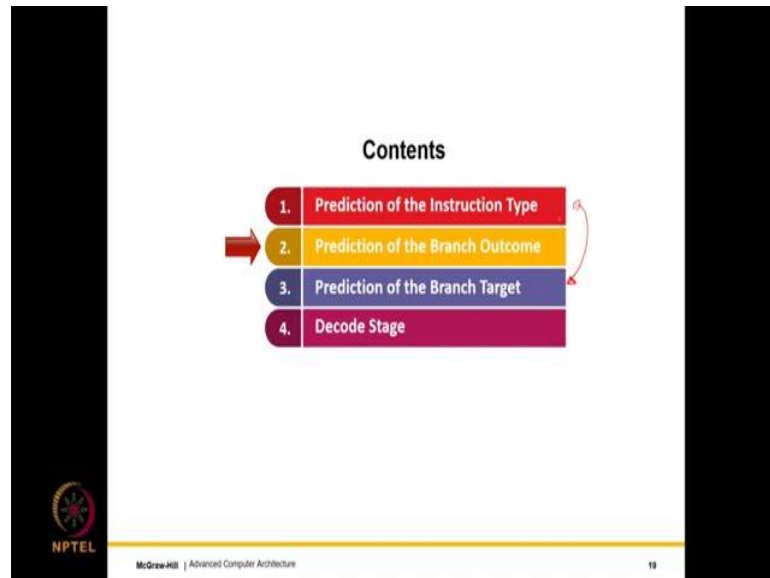 Contents
1. Prediction of the Instruction Type
2. Prediction of the Branch Outcome
3. Prediction of the Branch Target
4. Decode Stage
NPTEL
McGraw-Hill | Advanced Computer Architecture 19